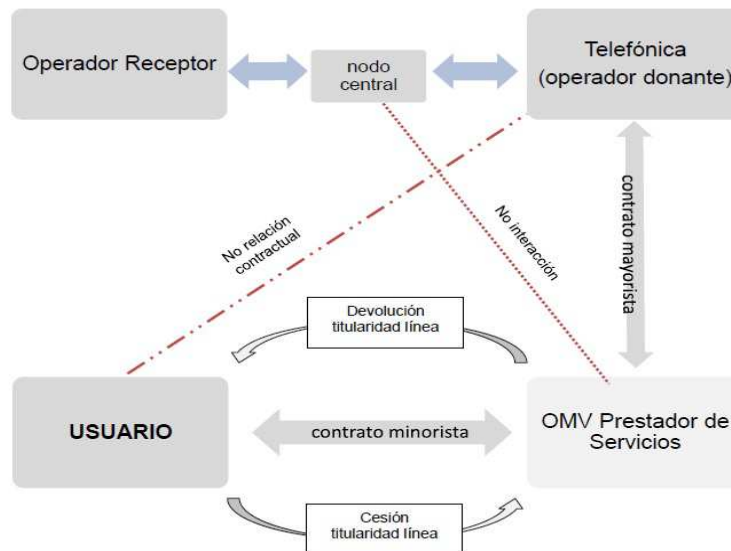 Operador Receptor
nodo
central
Telefónica
(operador donante)
No relación
contractual
No interacción
contrato mayorista
Devolución
titularidad línea
USUARIO
contrato minorista
OMV Prestador de
Servicios
Cesión
titularidad línea